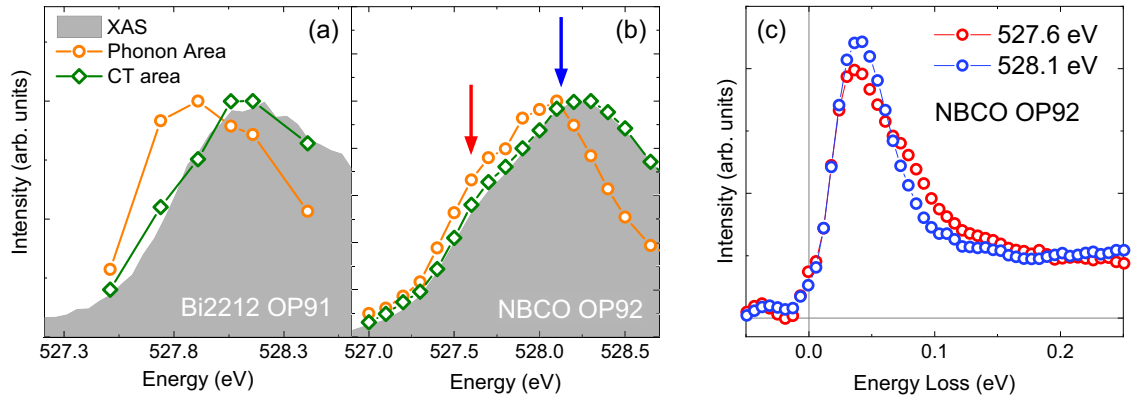 (a)
XAS
Phonon Area
CT area
Intensity (arb. units)
Bi2212 OP91
527.3 527.8 528.3
Energy (eV)
(b)
NBCO OP92
527.0 527.5 528.0 528.5
Energy (eV)
(c)
527.6 eV
528.1 eV
NBCO OP92
Intensity (arb. units)
0.0 0.1 0.2
Energy Loss (eV)